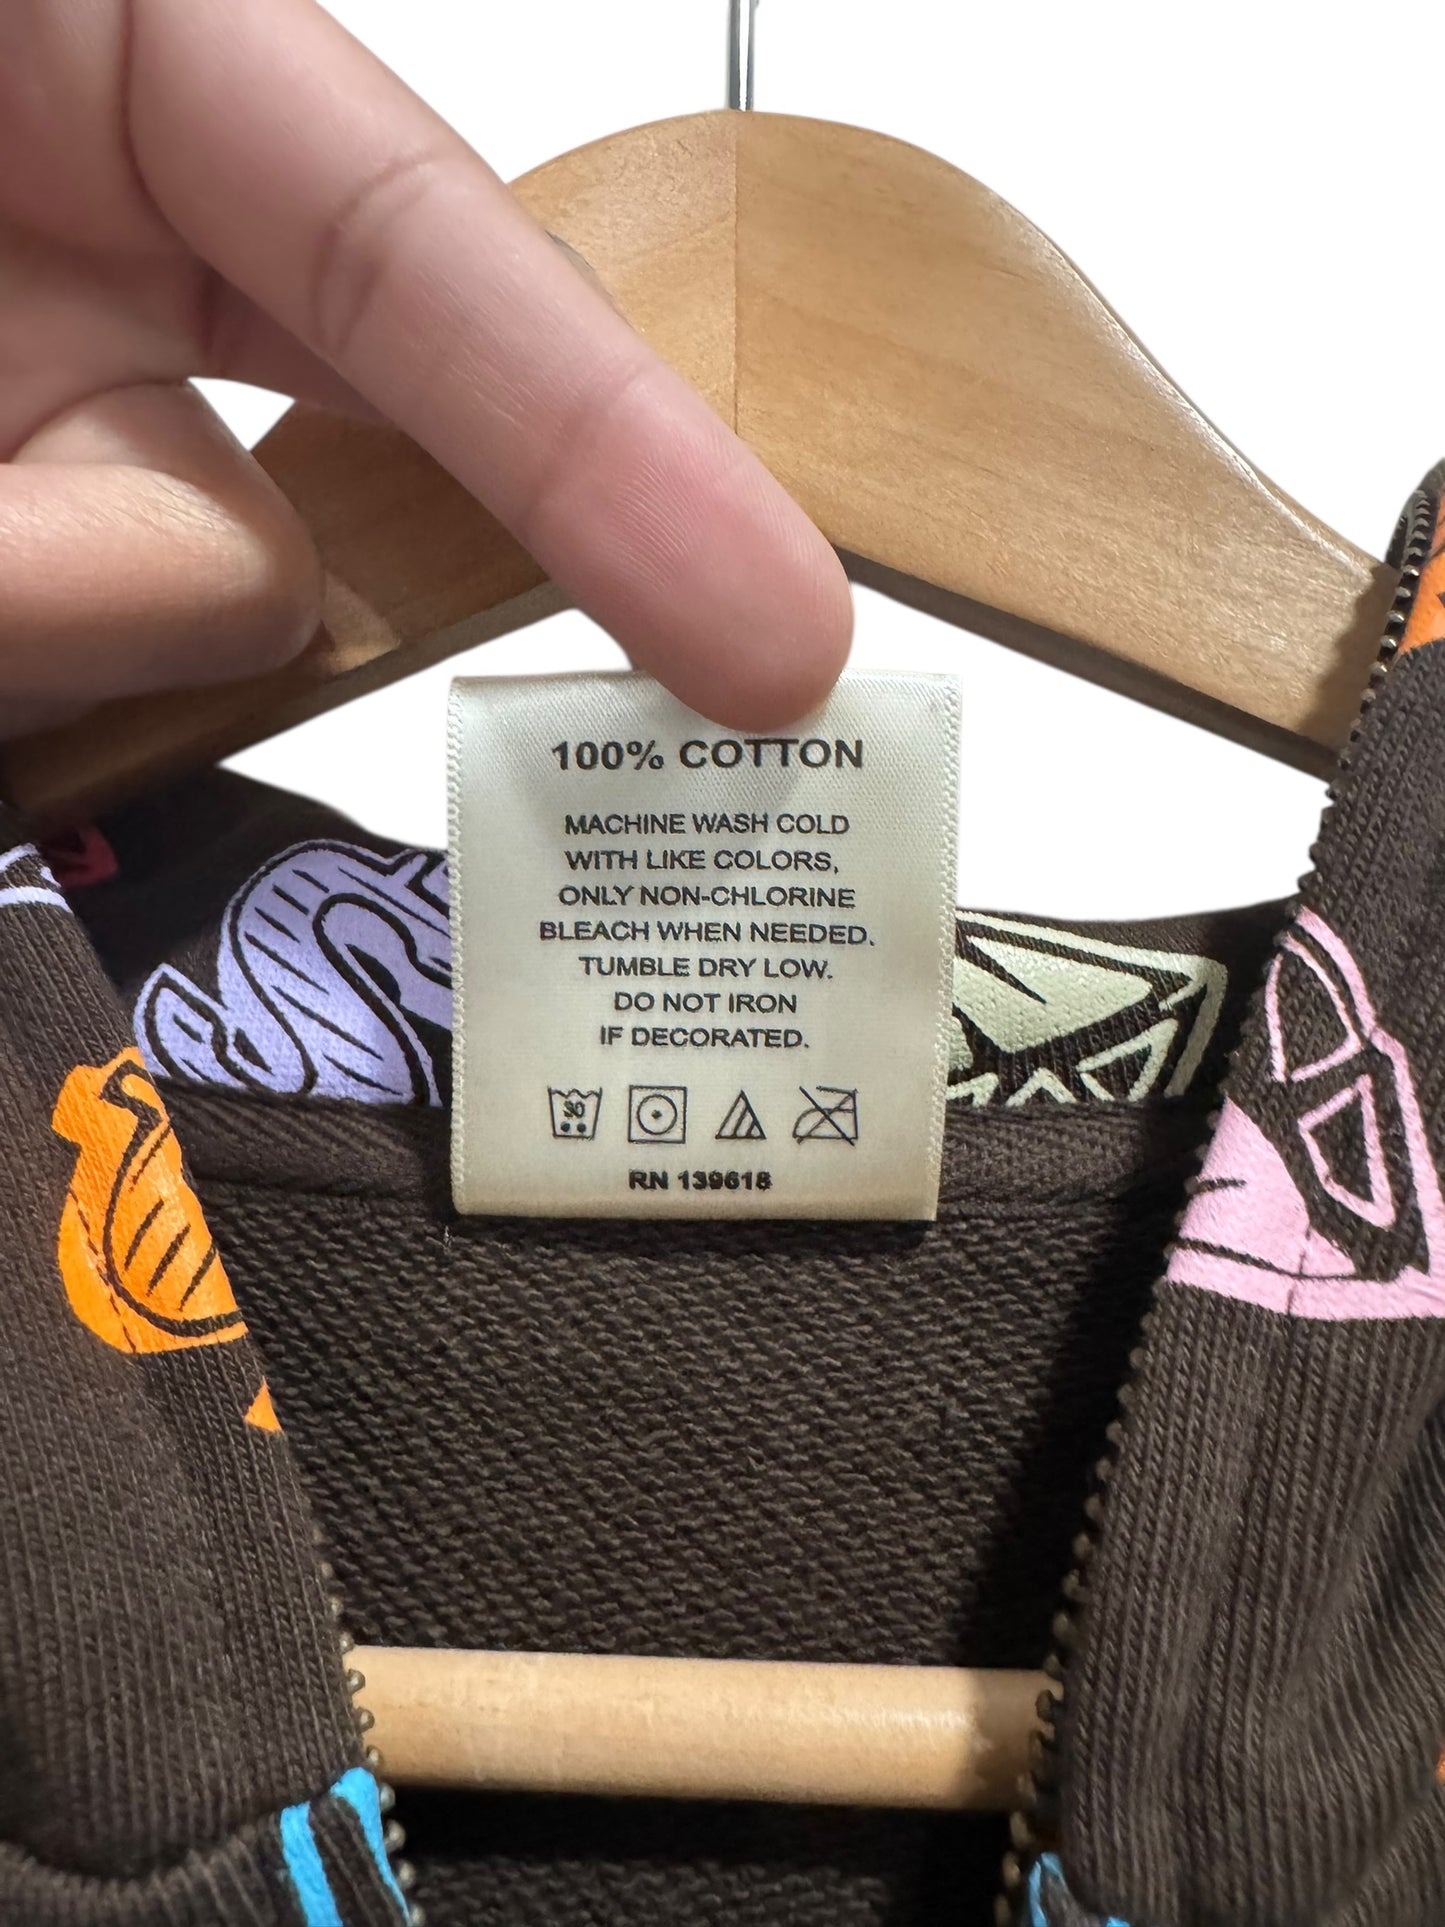 100% COTTON
MACHINE WASH COLD
WITH LIKE COLORS,
ONLY NON-CHLORINE
BLEACH WHEN NEEDED.
TUMBLE DRY LOW.
DO NOT IRON
IF DECORATED.
30
RN 139618